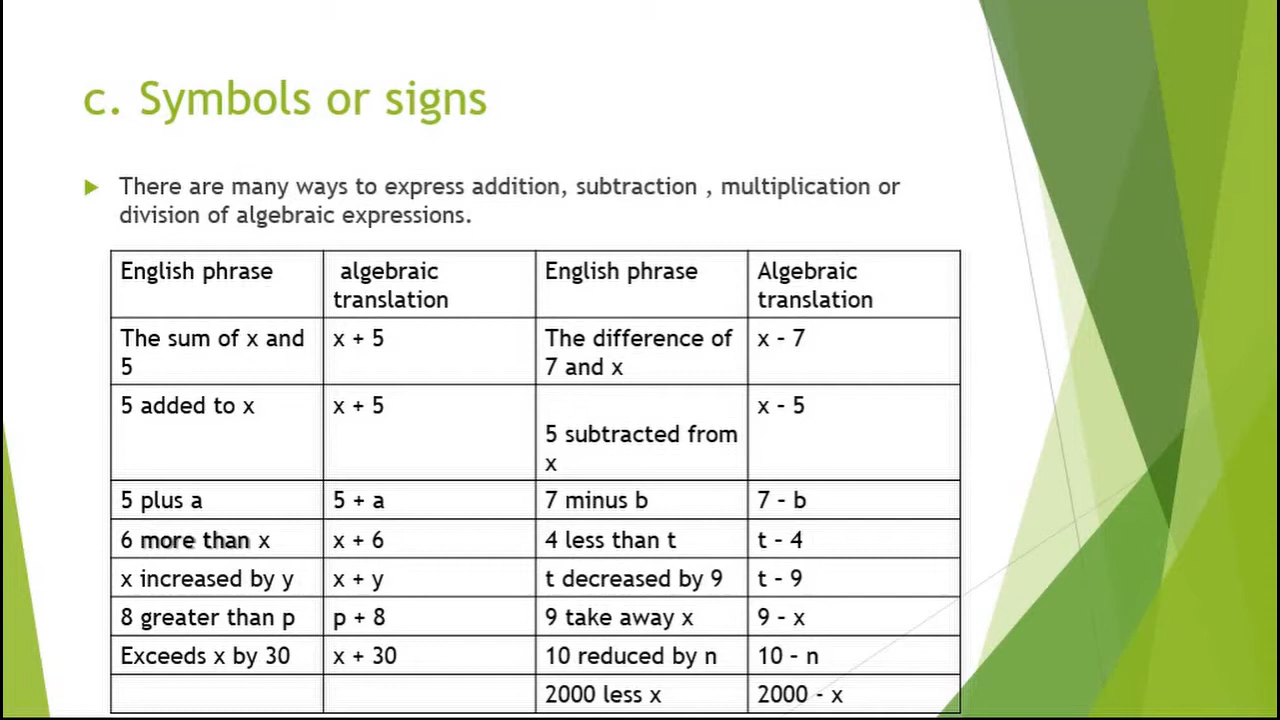 c. Symbols or signs
There are many ways to express addition, subtraction , multiplication or
division of algebraic expressions.
English phrase
algebraic
translation
English phrase
Algebraic
translation
The sum of x and
5
x + 5
The difference of
7 and x
x – 7
5 added to x
x + 5
5 subtracted from
x
x – 5
5 plus a
5 + a
7 minus b
7 – b
6 more than x
x + 6
4 less than t
t – 4
x increased by y
x + y
t decreased by 9
t – 9
8 greater than p
p + 8
9 take away x
9 – x
Exceeds x by 30
x + 30
10 reduced by n
10 – n
2000 less x
2000 - x